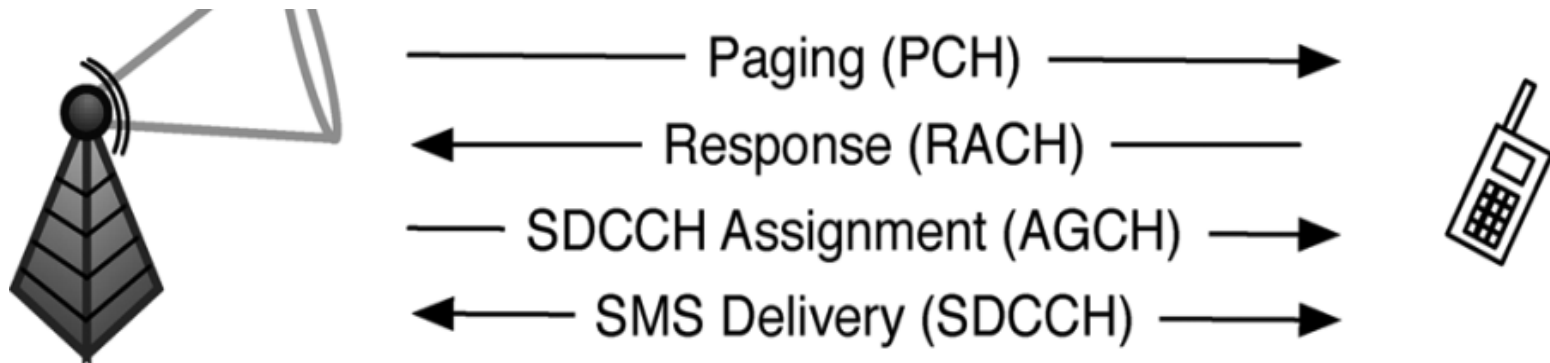 Paging (PCH)
Response (RACH)
SDCCH Assignment (AGCH)
SMS Delivery (SDCCH)